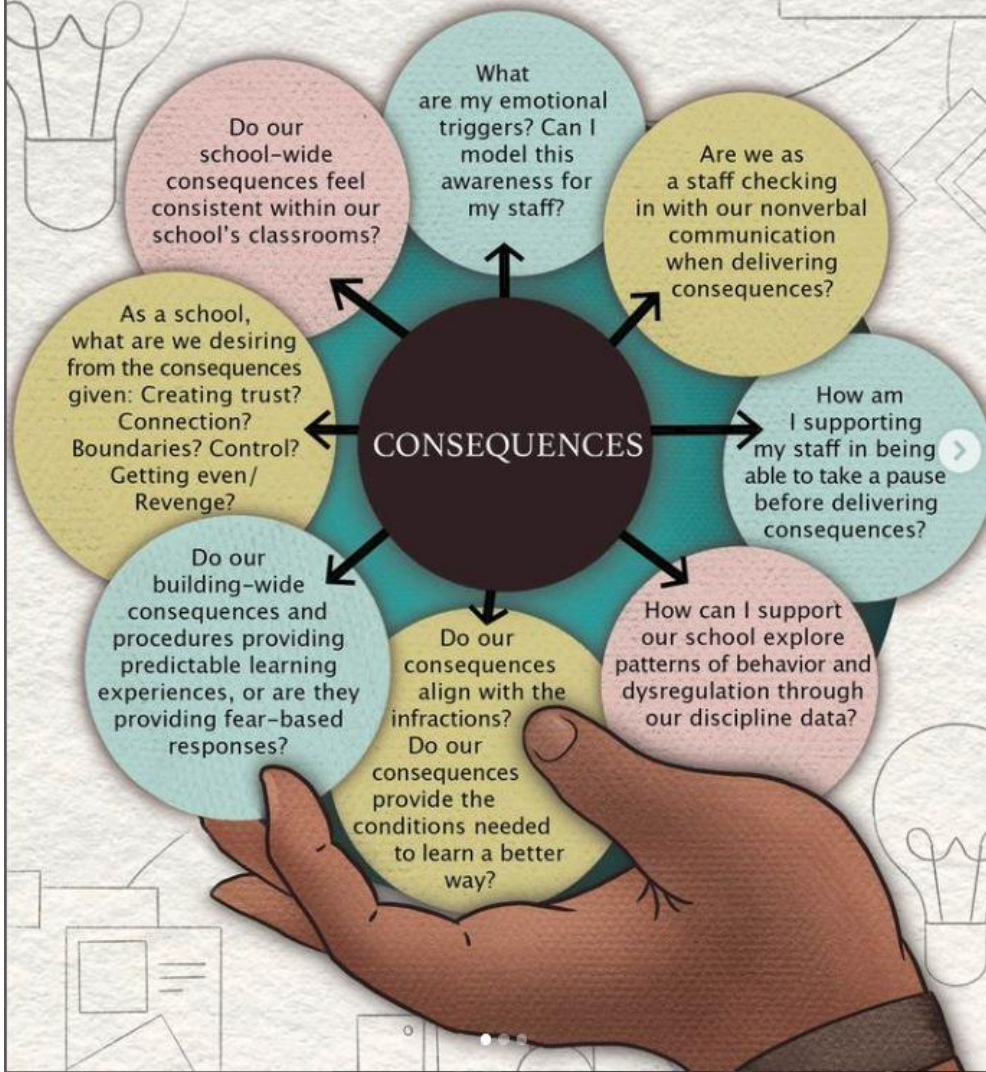 What
are my emotional
triggers? Can I
model this
awareness for
my staff?
Are we as
a staff checking
in with our nonverbal
communication
when delivering
consequences?
How am
I supporting
my staff in being
able to take a pause
before delivering
consequences?
How can I support
our school explore
patterns of behavior and
dysregulation through
our discipline data?
Do our
consequences
align with the
infractions?
Do our
consequences
provide the
conditions needed
to learn a better
way?
Do our
building-wide
consequences and
procedures providing
predictable learning
experiences, or are they
providing fear-based
responses?
As a school,
what are we desiring
from the consequences
given: Creating trust?
Connection?
Boundaries? Control?
Getting even/
Revenge?
Do our
school-wide
consequences feel
consistent within our
school's classrooms?
CONSEQUENCES